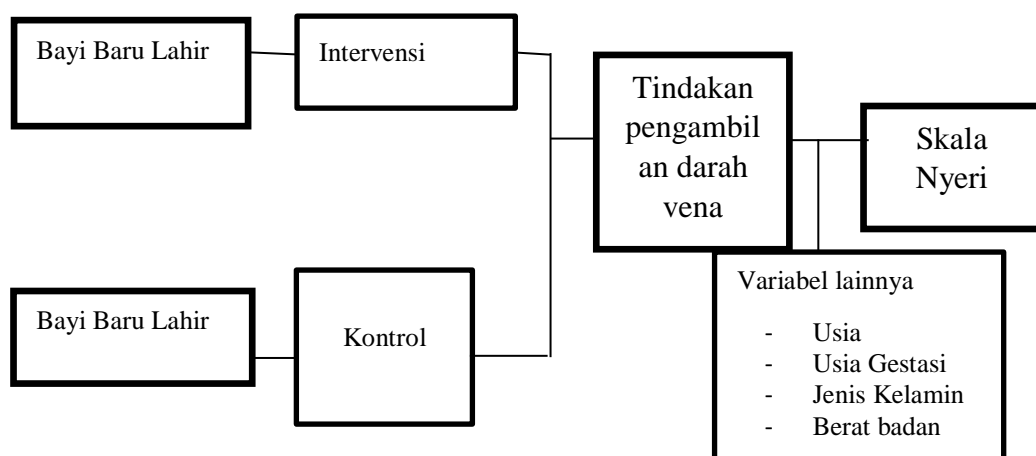 Bayi Baru Lahir
Intervensi
Tindakan
pengambil
an darah
vena
Skala
Nyeri
Bayi Baru Lahir
Kontrol
Variabel lainnya
- Usia
- Usia Gestasi
- Jenis Kelamin
- Berat badan